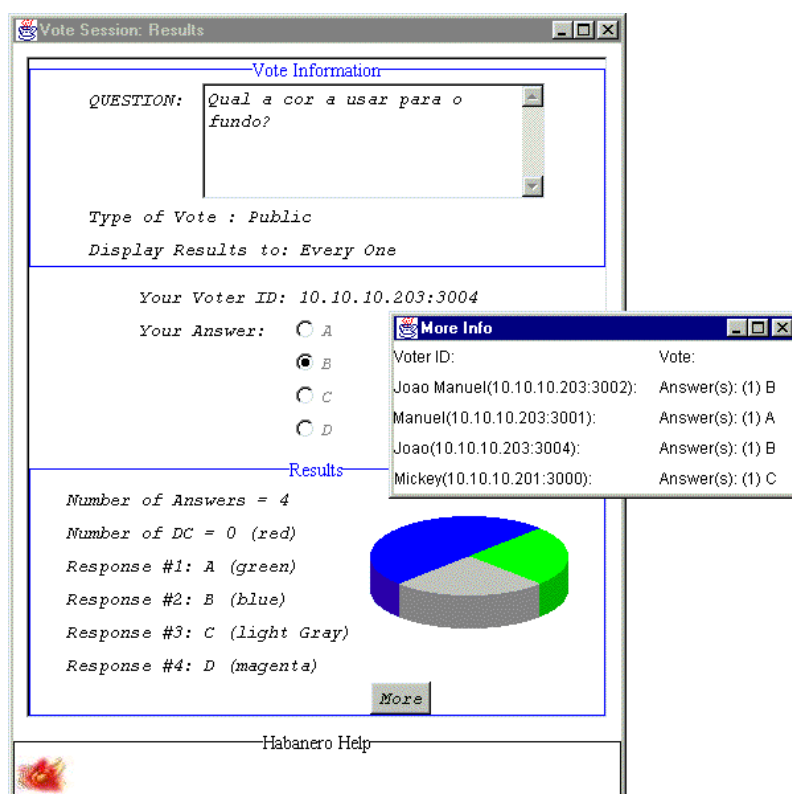 Vote Session: Results
Vote Information
QUESTION:
Qual a cor a usar para o
fundo?
Type of Vote : Public
Display Results to: Every One
Your Voter ID: 10.10.10.203:3004
Your Answer:
A
B
C
D
More Info
Voter ID: Vote:
Joao Manuel(10.10.10.203:3002): Answer(s): (1) B
Manuel(10.10.10.203:3001): Answer(s): (1) A
Joao(10.10.10.203:3004): Answer(s): (1) B
Mickey(10.10.10.201:3000): Answer(s): (1) C
Results
Number of Answers = 4
Number of DC = 0 (red)
Response #1: A (green)
Response #2: B (blue)
Response #3: C (light Gray)
Response #4: D (magenta)
More
Habanero Help